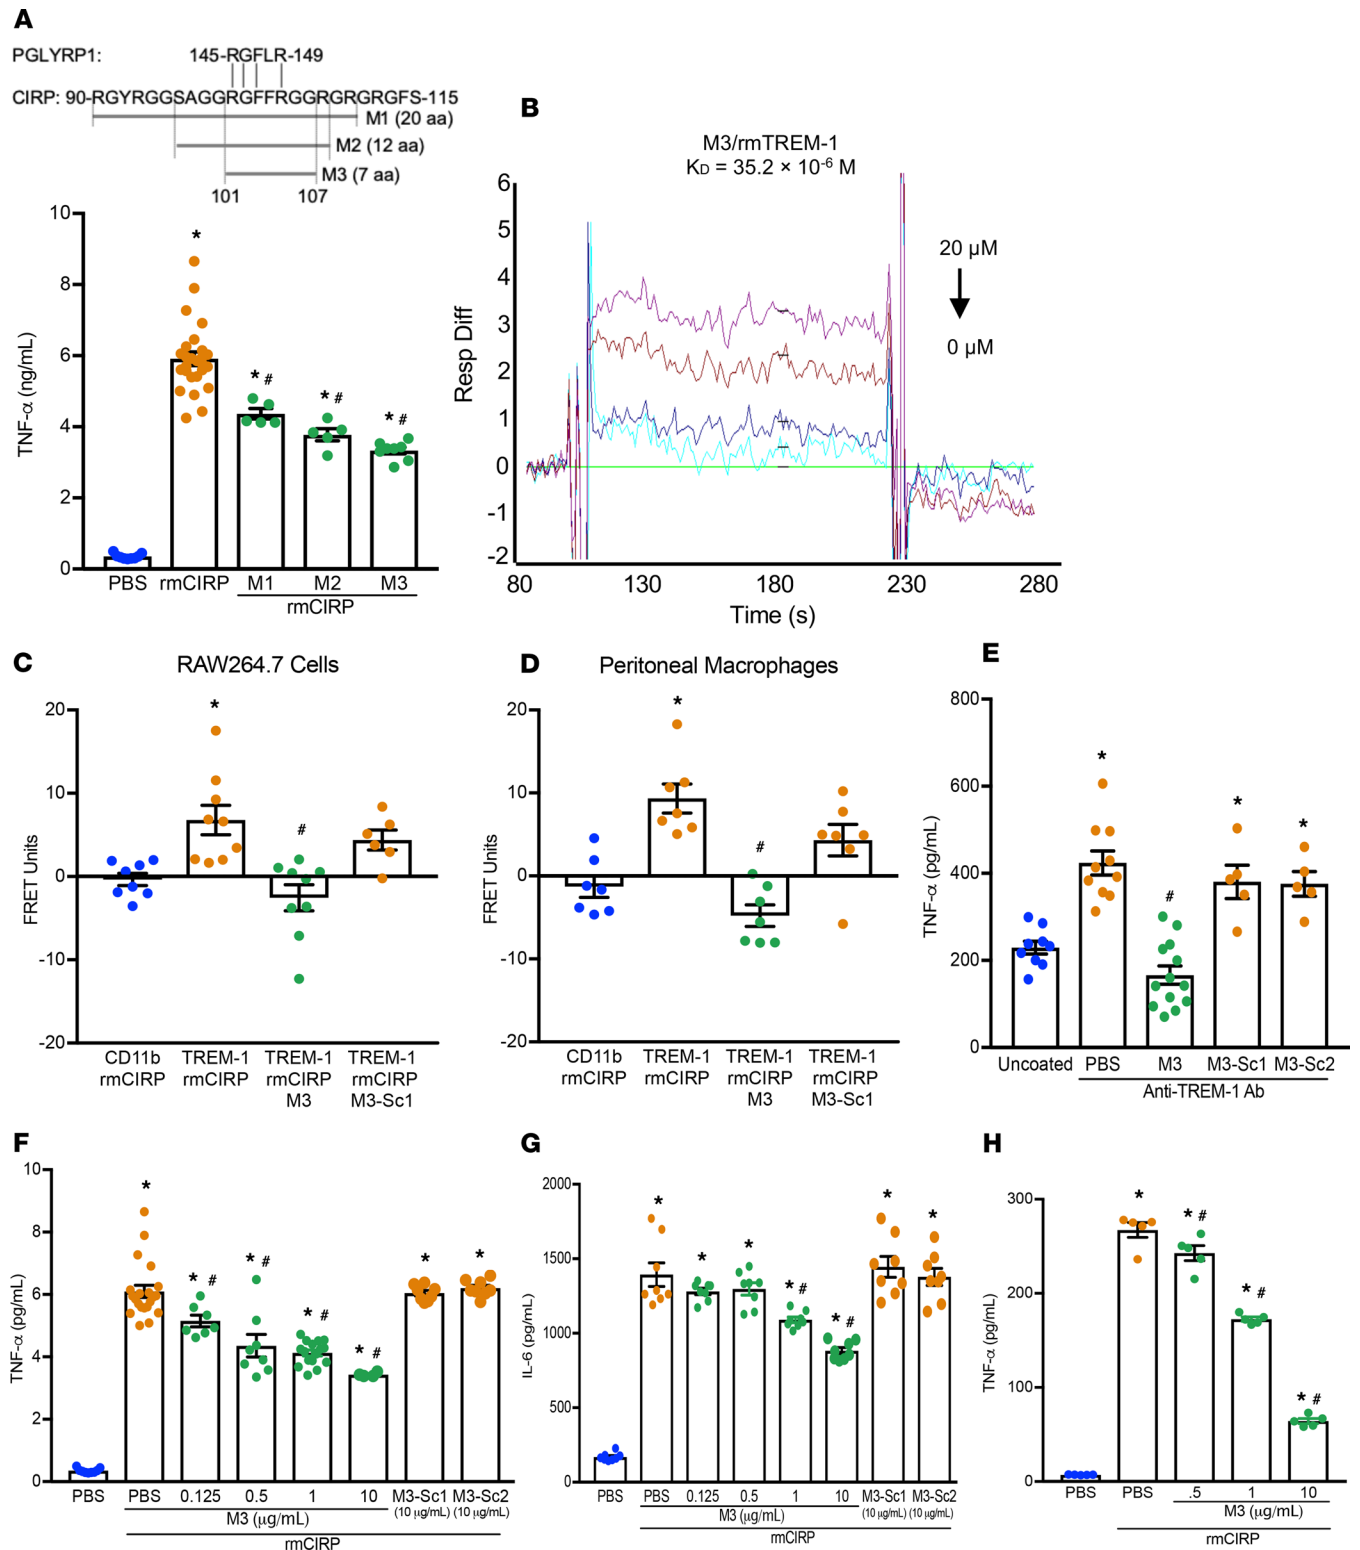 A
PGLYRP1: 145-RGFLR-149
CIRP: 90-RGYRGGSAGGRGFFRGGRGRGRGFS-115
M1 (20 aa)
M2 (12 aa)
M3 (7 aa)
101 107
10
8
6
4
2
0
TNF-α (ng/mL)
*
* #
* #
* #
PBS rmCIRP M1 M2 M3
rmCIRP
B
M3/rmTREM-1
KD = 35.2 × 10-6 M
6
5
4
3
2
1
0
-1
-2
Resp Diff
20 µM
0 µM
80 130 180 230 280
Time (s)
C
RAW264.7 Cells
20
10
0
-10
-20
FRET Units
*
#
CD11b TREM-1 TREM-1 TREM-1
rmCIRP rmCIRP rmCIRP rmCIRP
M3 M3-Sc1
D
Peritoneal Macrophages
20
10
0
-10
-20
FRET Units
*
#
CD11b TREM-1 TREM-1 TREM-1
rmCIRP rmCIRP rmCIRP rmCIRP
M3 M3-Sc1
E
800
600
400
200
0
TNF-α (pg/mL)
*
#
*
*
Uncoated PBS M3 M3-Sc1 M3-Sc2
Anti-TREM-1 Ab
F
10
8
6
4
2
0
TNF-α (pg/mL)
*
* #
* #
* #
* #
*
*
PBS PBS 0.125 0.5 1 10 M3-Sc1 M3-Sc2
(10 µg/mL) (10 µg/mL)
M3 (µg/mL)
rmCIRP
G
2000
1500
1000
500
0
IL-6 (pg/mL)
*
*
*
* #
* #
*
*
PBS PBS 0.125 0.5 1 10 M3-Sc1 M3-Sc2
(10 µg/mL) (10 µg/mL)
M3 (µg/mL)
rmCIRP
H
300
200
100
0
TNF-α (pg/mL)
*
* #
* #
* #
PBS PBS .5 1 10
M3 (µg/mL)
rmCIRP